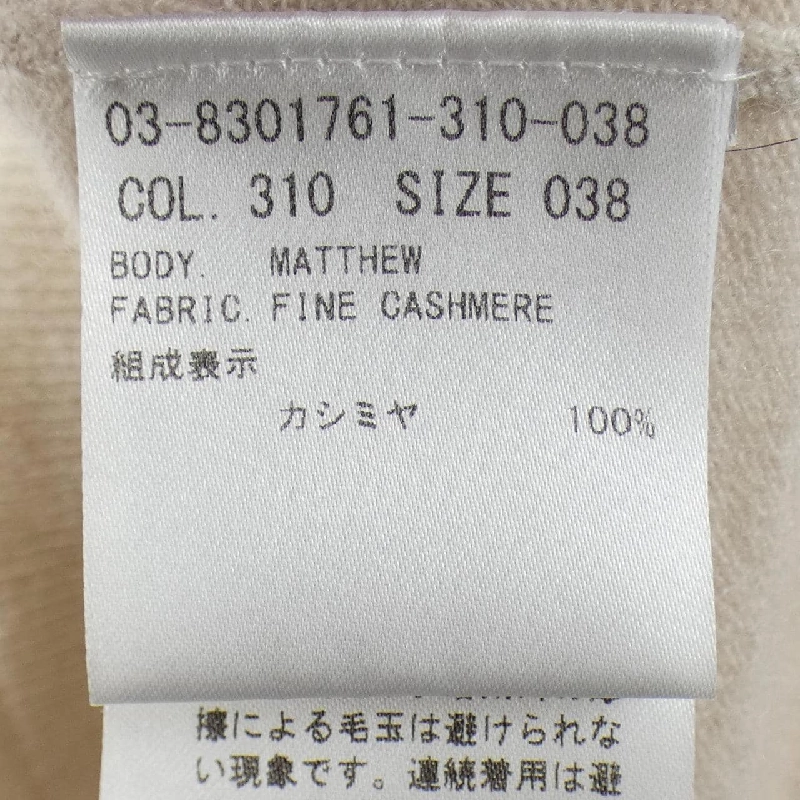 03-8301761-310-038
COL. 310 SIZE 038
BODY. MATTHEW
FABRIC. FINE CASHMERE
組成表示
カシミヤ 100%
擦による毛玉は避けられな
い現象です。連続着用は避